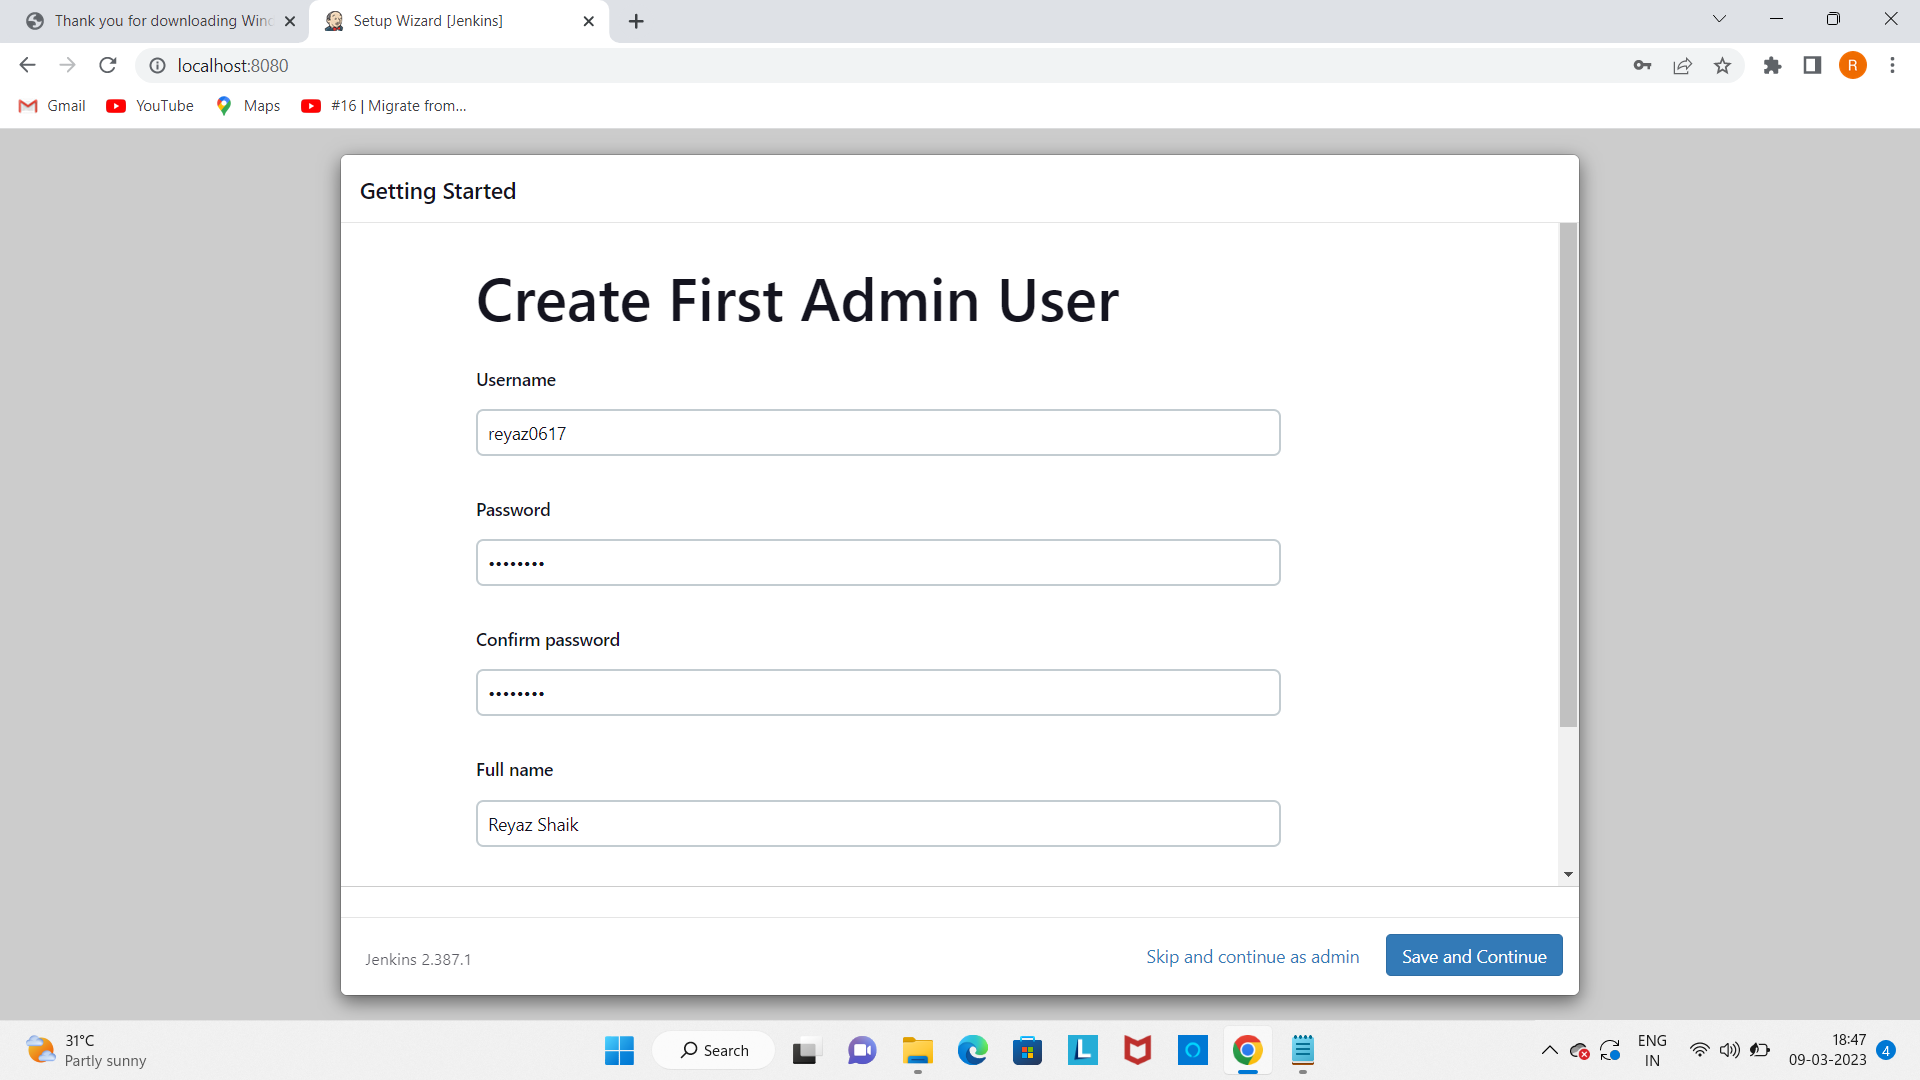 Thank you for downloading Winc
Setup Wizard [Jenkins]
localhost:8080
R
Gmail
YouTube
Maps
#16 | Migrate from...
Getting Started
Create First Admin User
Username
reyaz0617
Password
••••••••
Confirm password
••••••••
Full name
Reyaz Shaik
Jenkins 2.387.1
Skip and continue as admin
Save and Continue
31°C
Partly sunny
Search
L
ENG
IN
18:47
09-03-2023
4